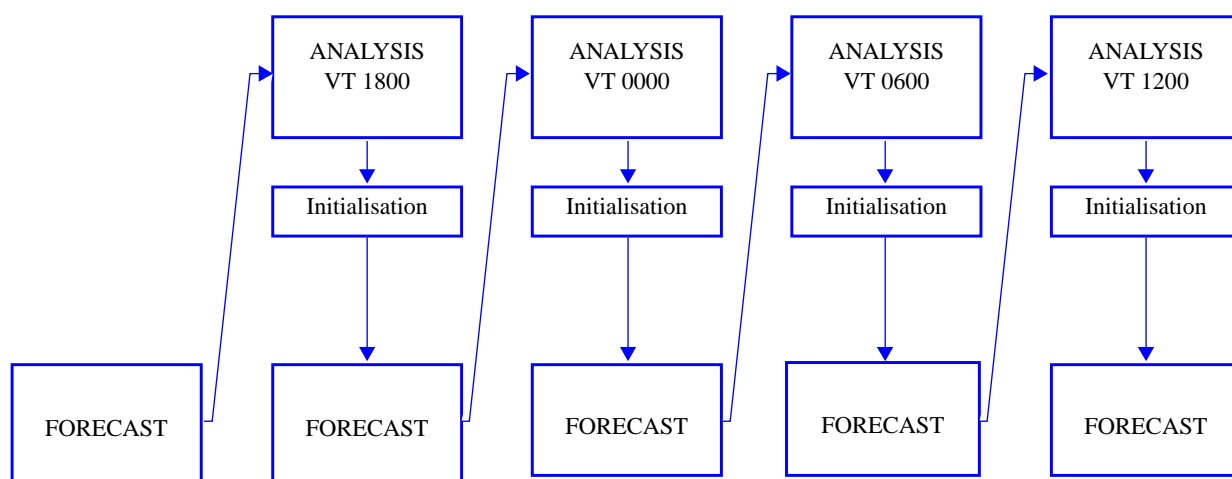 ANALYSIS
VT 1800
ANALYSIS
VT 0000
ANALYSIS
VT 0600
ANALYSIS
VT 1200
Initialisation
Initialisation
Initialisation
Initialisation
FORECAST
FORECAST
FORECAST
FORECAST
FORECAST